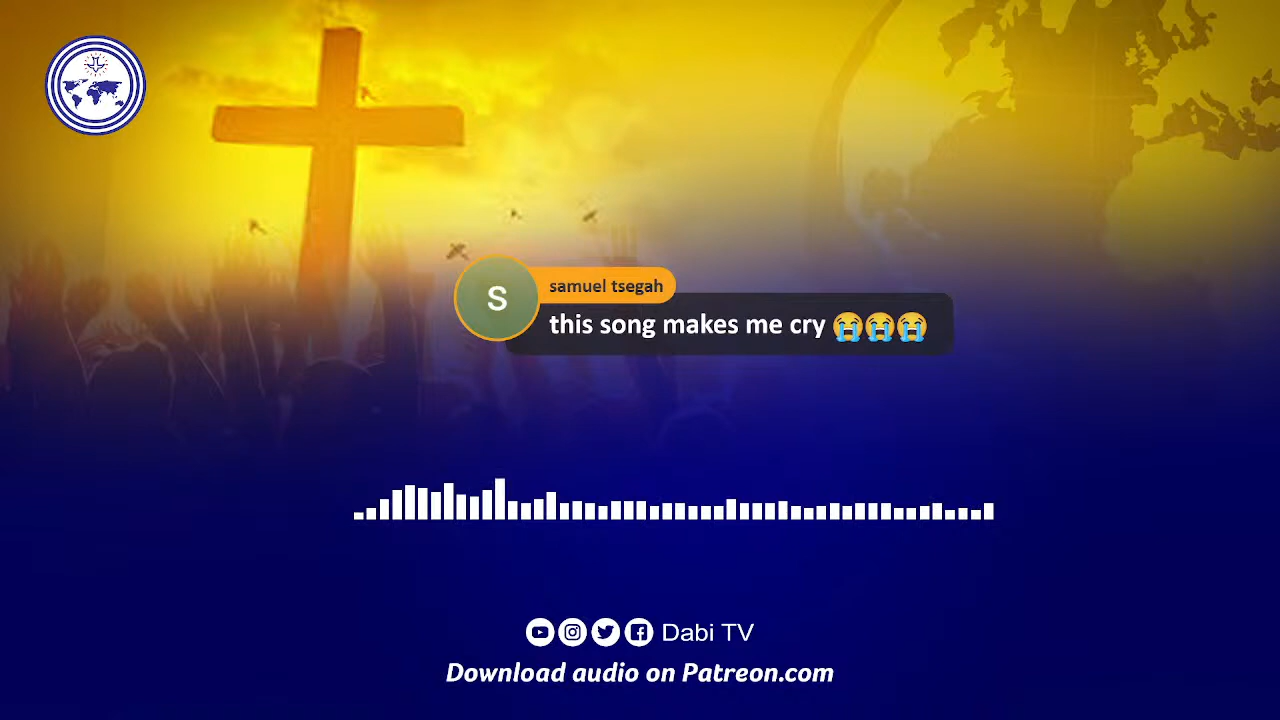 S
samuel tsegah
this song makes me cry 😭😭😭
Dabi TV
Download audio on Patreon.com